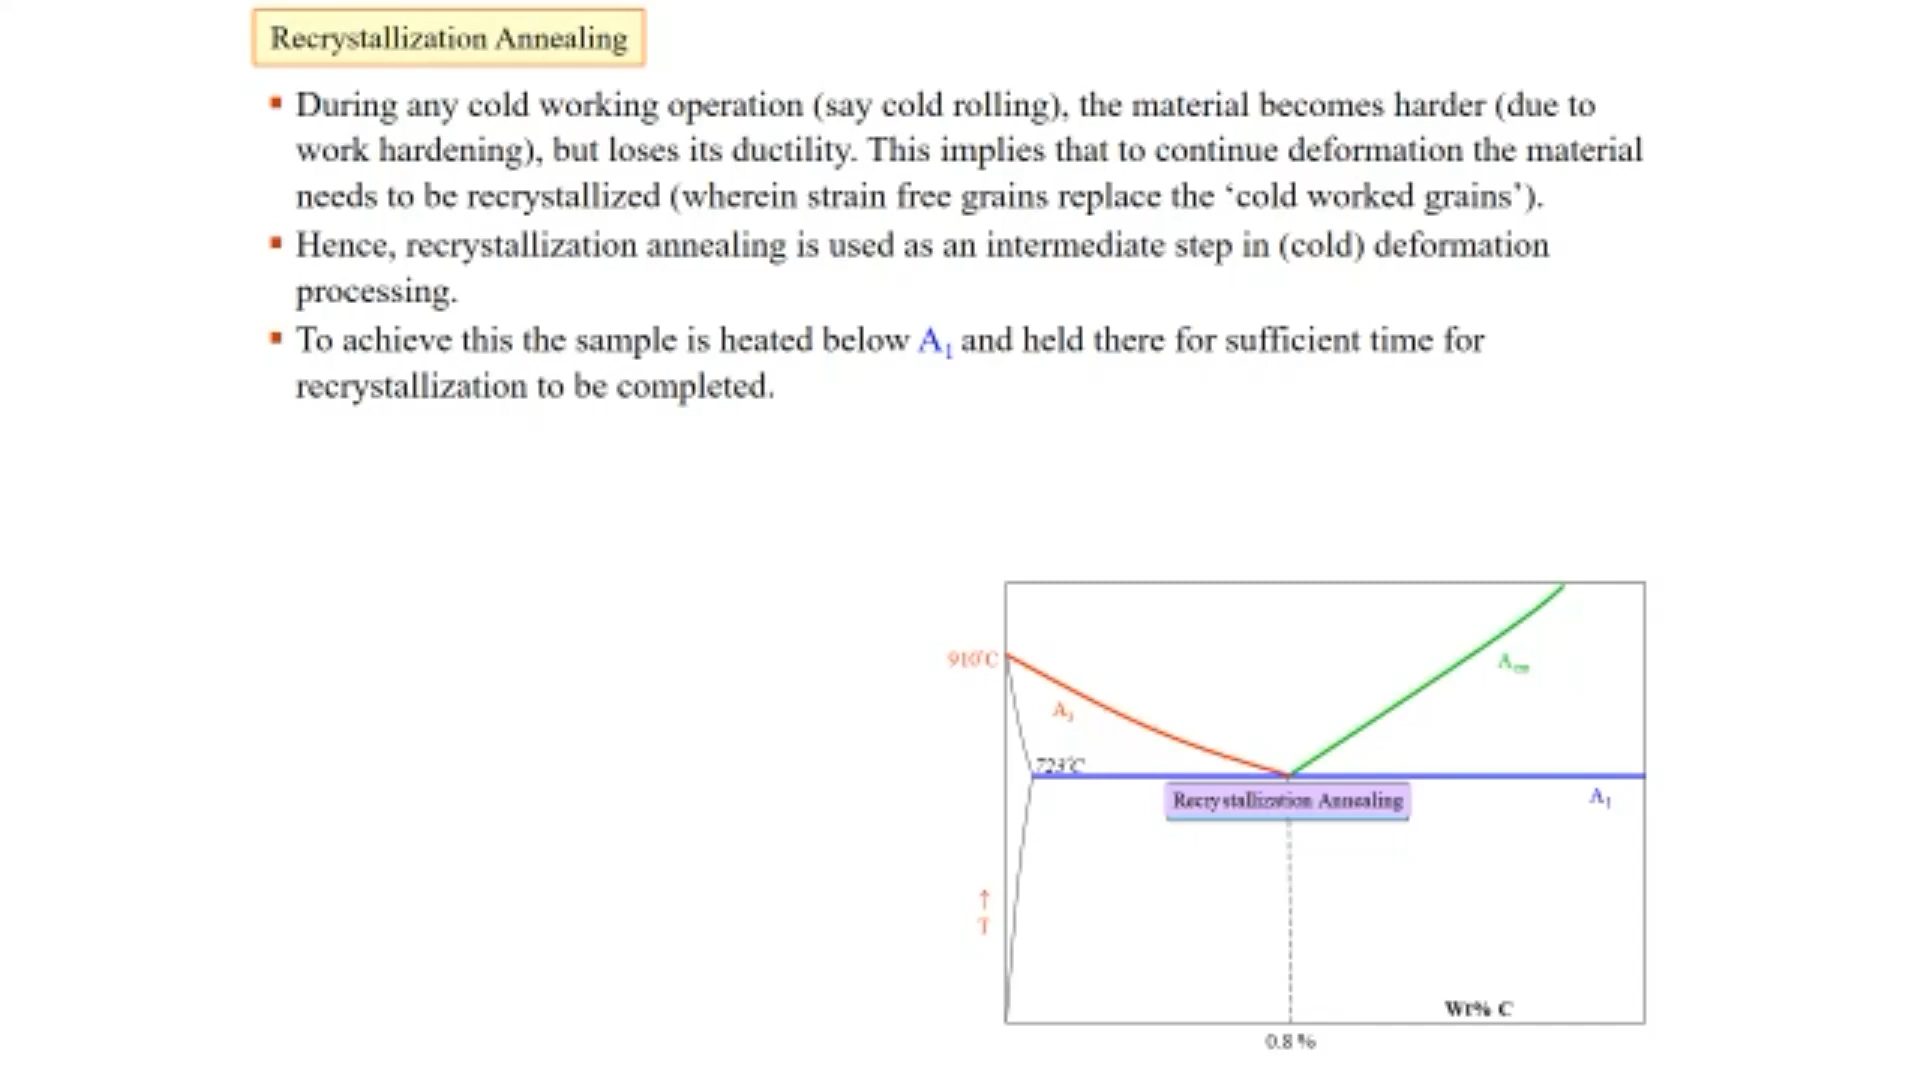 Recrystallization Annealing
▪ During any cold working operation (say cold rolling), the material becomes harder (due to
work hardening), but loses its ductility. This implies that to continue deformation the material
needs to be recrystallized (wherein strain free grains replace the ‘cold worked grains’).
▪ Hence, recrystallization annealing is used as an intermediate step in (cold) deformation
processing.
▪ To achieve this the sample is heated below A₁ and held there for sufficient time for
recrystallization to be completed.
910°C
A_cm
A₃
723°C
Recrystallization Annealing
A₁
↑
T
Wt% C
0.8 %